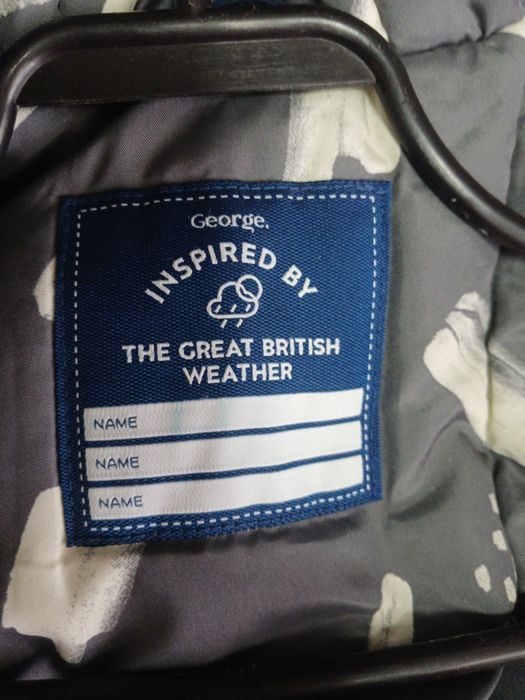 George.
INSPIRED BY
THE GREAT BRITISH
WEATHER
NAME
NAME
NAME